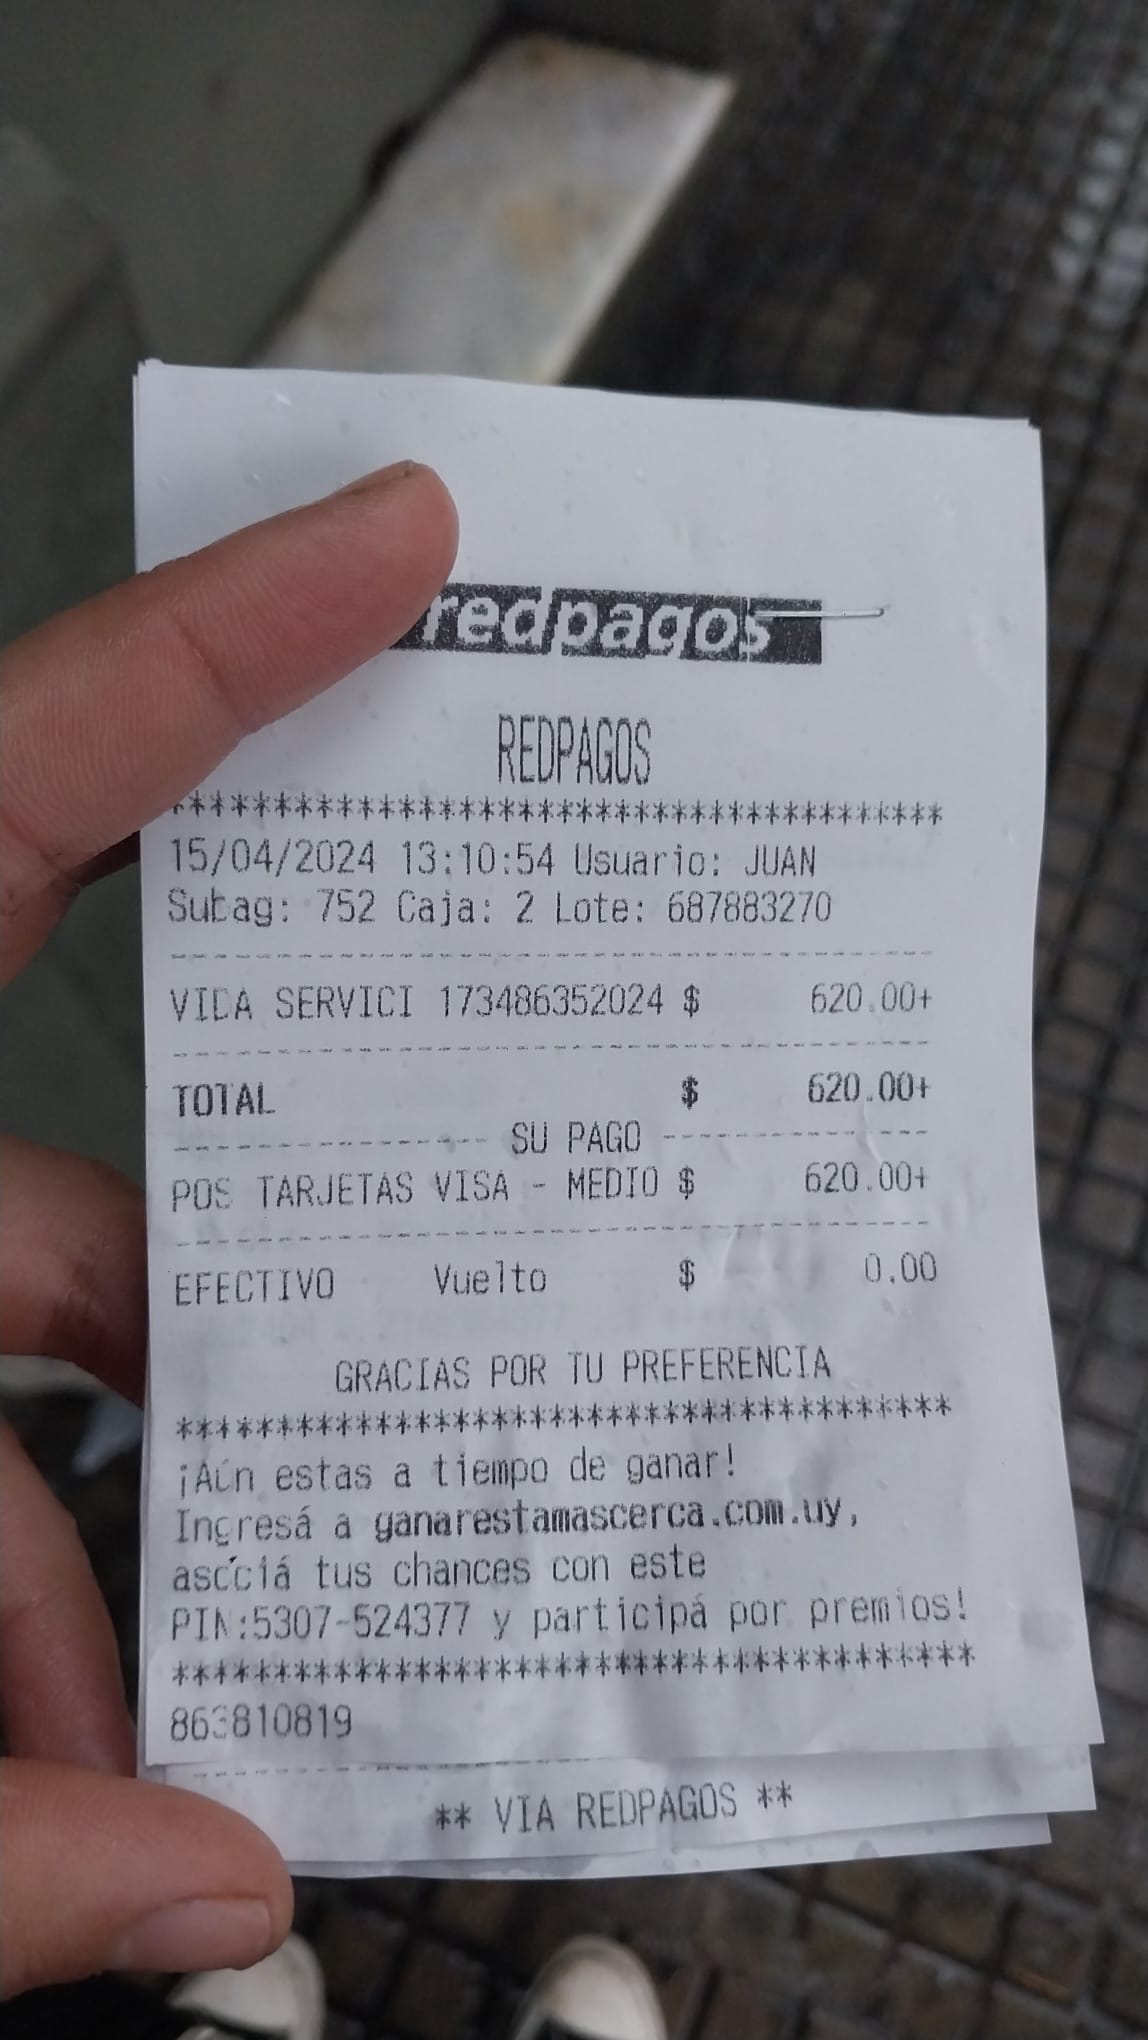 redpagos
REDPAGOS
***************************************
15/04/2024 13:10:54 Usuario: JUAN
Subag: 752 Caja: 2 Lote: 687883270
----------------------------------------
VIDA SERVICI 173486352024 $ 620.00+
----------------------------------------
TOTAL $ 620.00+
---------------- SU PAGO ----------------
POS TARJETAS VISA - MEDIO $ 620.00+
----------------------------------------
EFECTIVO Vuelto $ 0.00
GRACIAS POR TU PREFERENCIA
****************************************
¡Aún estas a tiempo de ganar!
Ingresá a ganarestamascerca.com.uy,
asociá tus chances con este
PIN:5307-524377 y participá por premios!
****************************************
863810819
----------------------------------------
** VIA REDPAGOS **